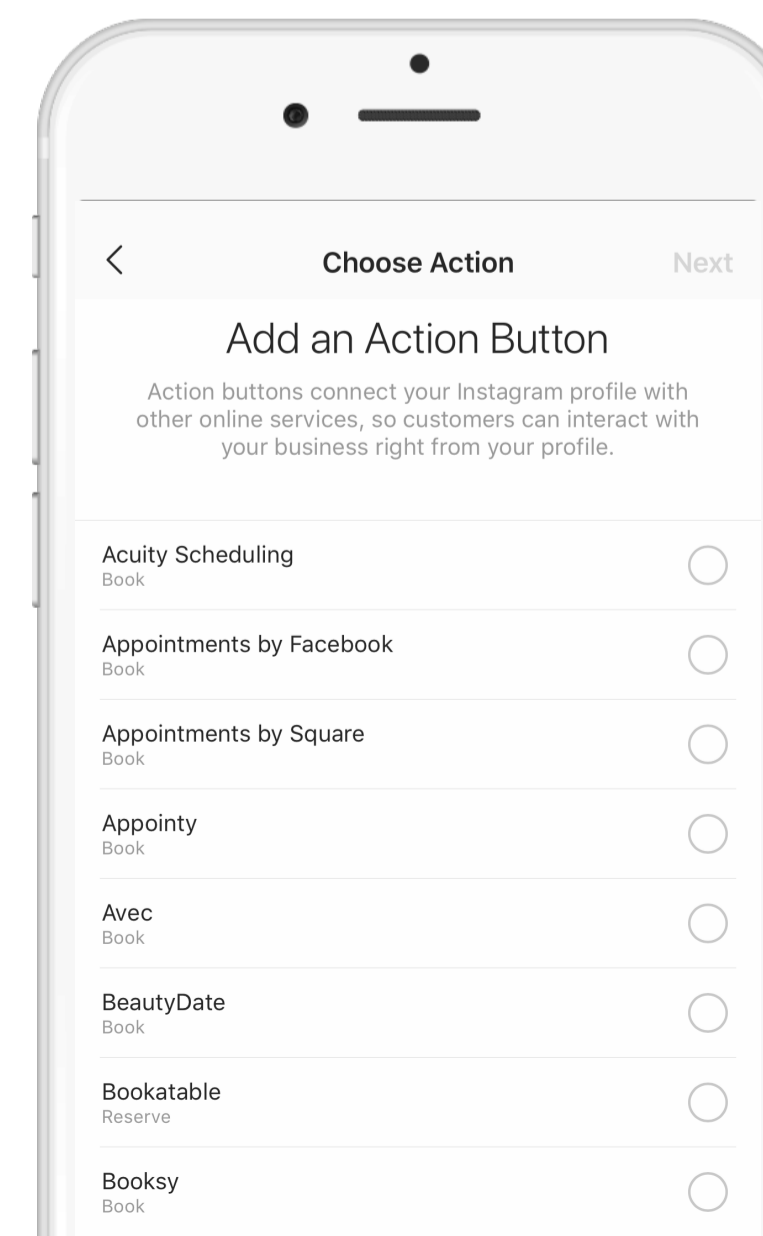 Choose Action
Next
Add an Action Button
Action buttons connect your Instagram profile with
other online services, so customers can interact with
your business right from your profile.
Acuity Scheduling
Book
Appointments by Facebook
Book
Appointments by Square
Book
Appointy
Book
Avec
Book
BeautyDate
Book
Bookatable
Reserve
Booksy
Book